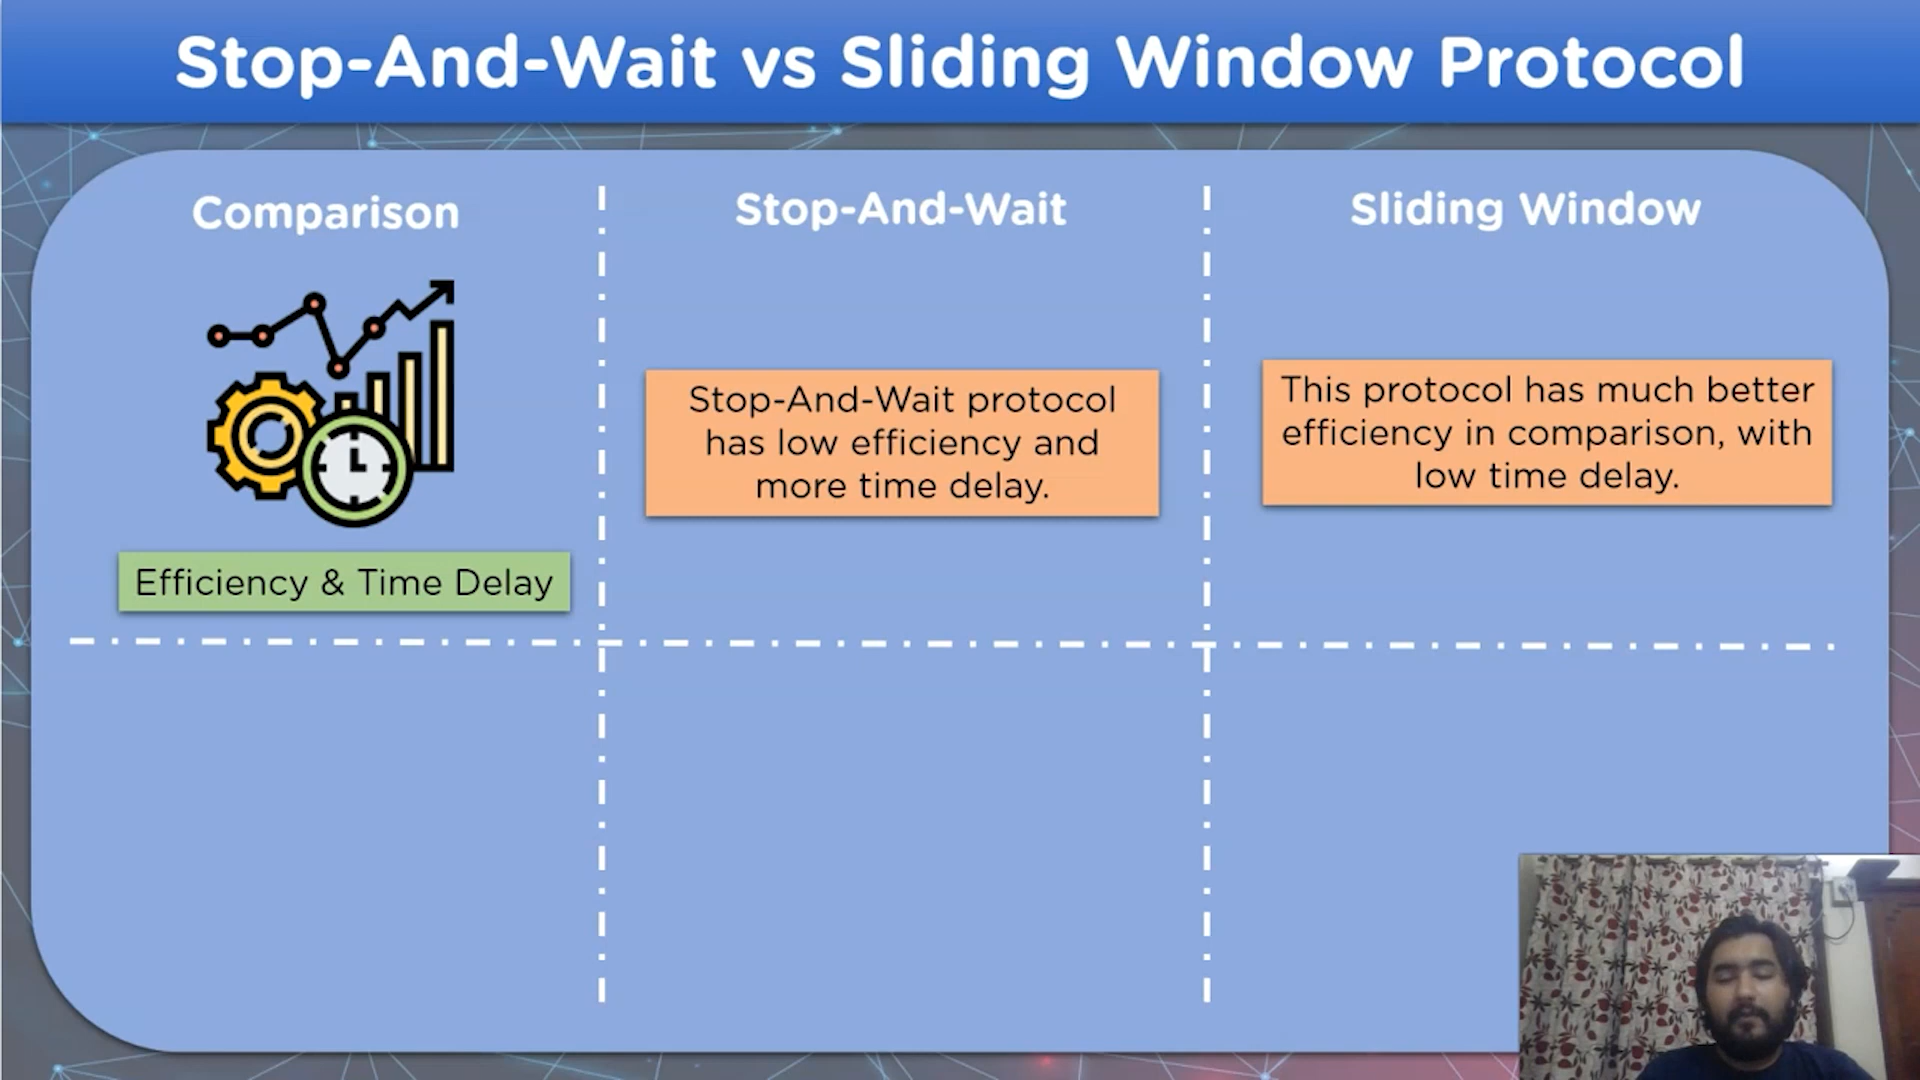 Stop-And-Wait vs Sliding Window Protocol
Comparison
Stop-And-Wait
Sliding Window
Efficiency & Time Delay
Stop-And-Wait protocol
has low efficiency and
more time delay.
This protocol has much better
efficiency in comparison, with
low time delay.